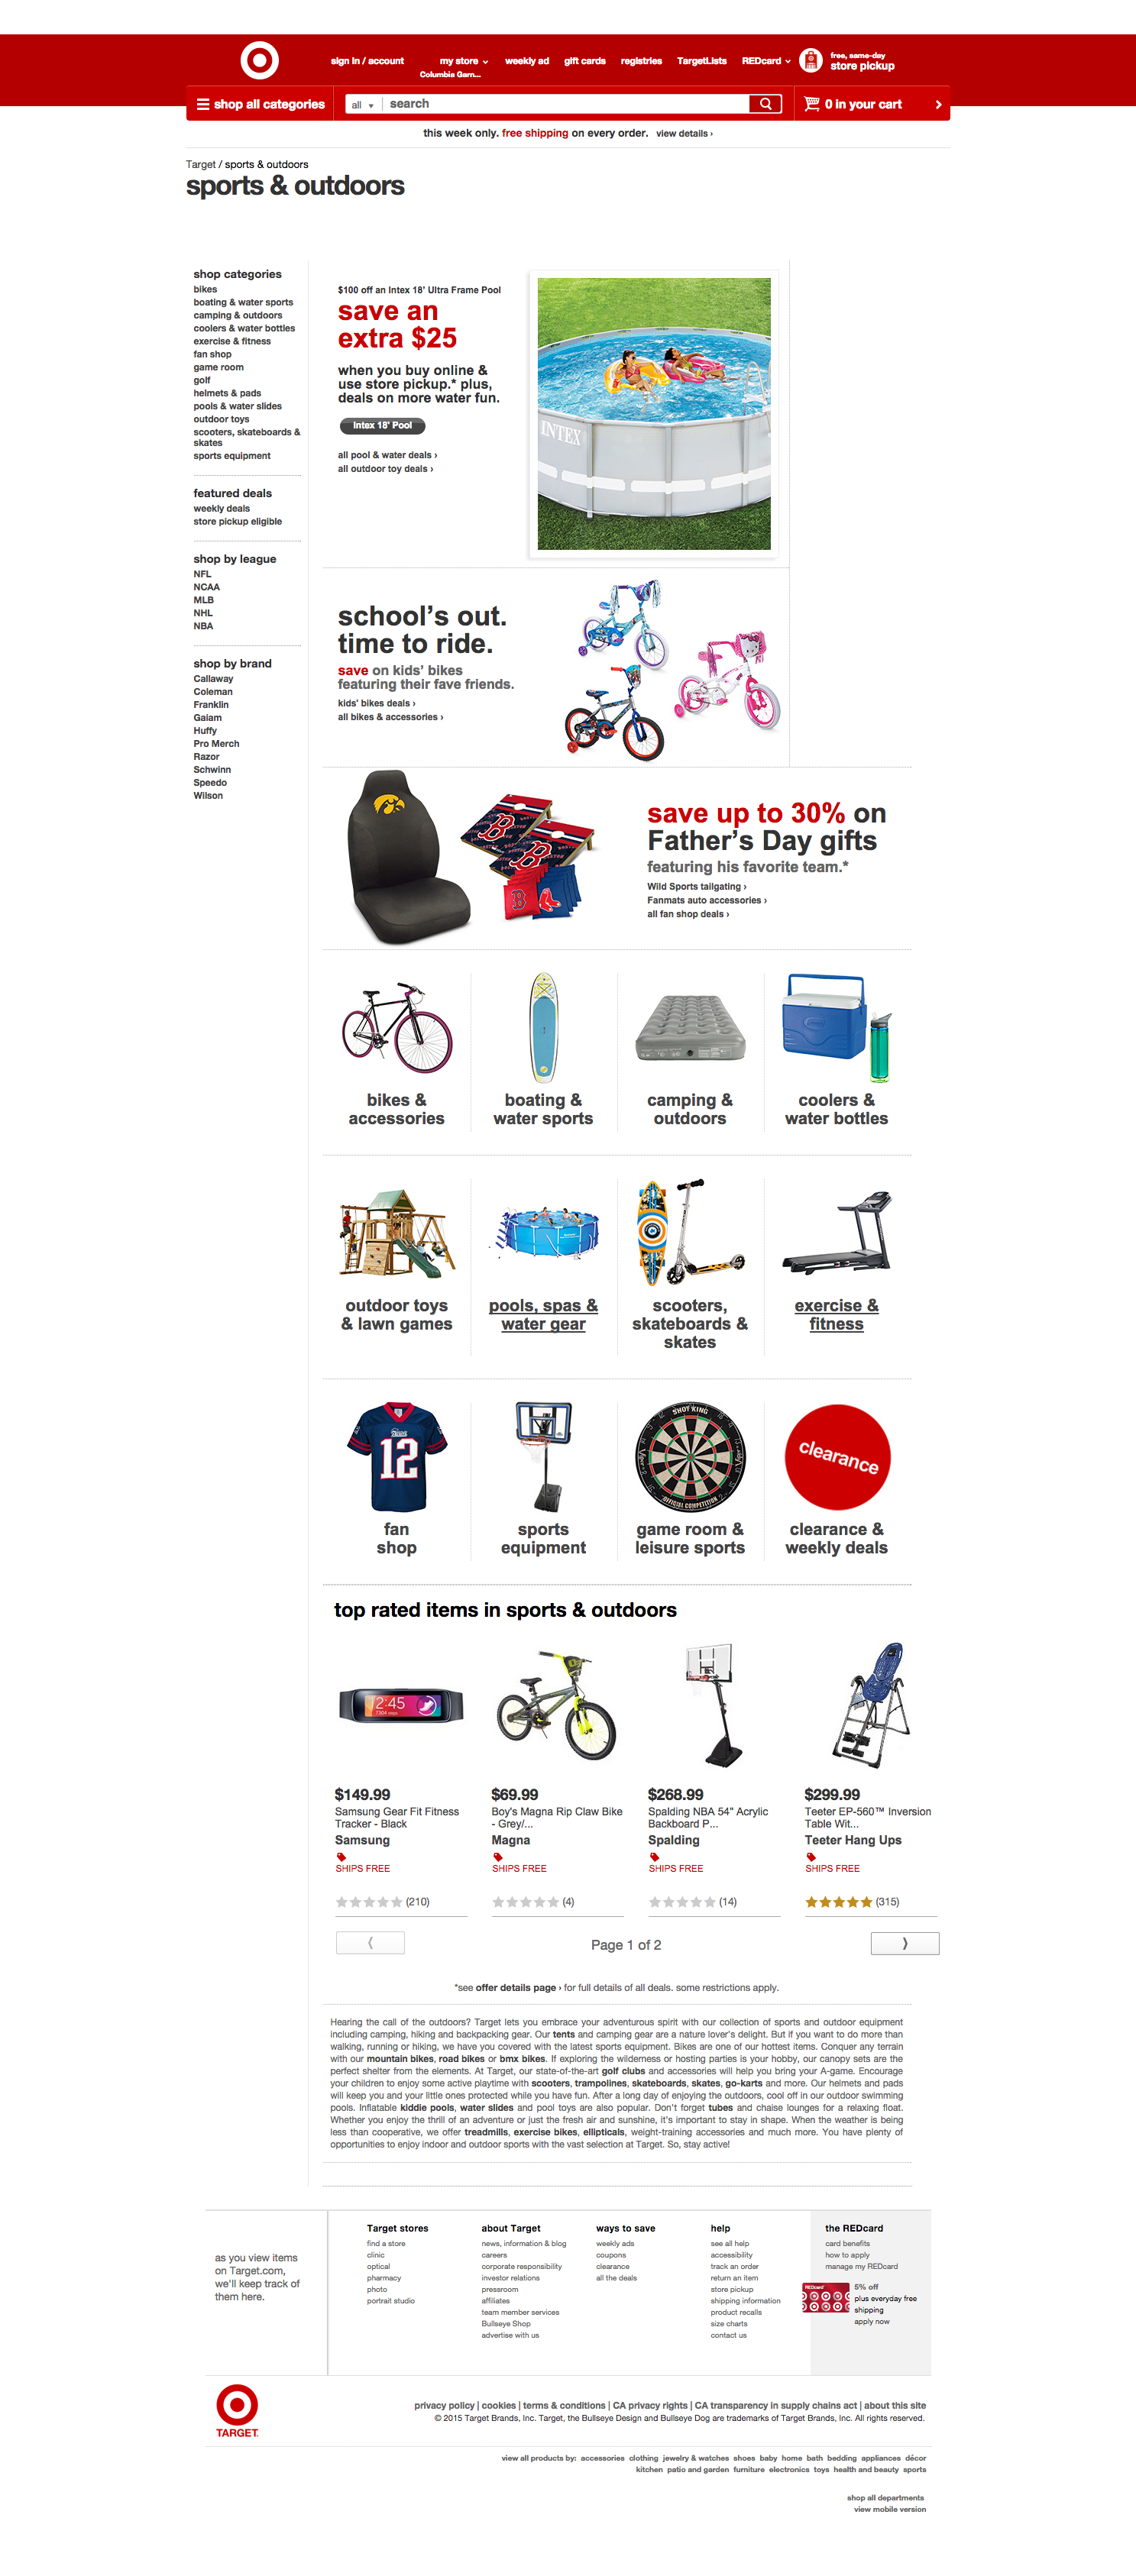 sign in / account
my store
Columbia Garn...
weekly ad
gift cards
registries
TargetLists
REDcard
free, same-day
store pickup
shop all categories
all
search
0 in your cart
this week only. free shipping on every order. view details ›
Target / sports & outdoors
sports & outdoors
shop categories
bikes
boating & water sports
camping & outdoors
coolers & water bottles
exercise & fitness
fan shop
game room
golf
helmets & pads
pools & water slides
outdoor toys
scooters, skateboards &
skates
sports equipment
featured deals
weekly deals
store pickup eligible
shop by league
NFL
NCAA
MLB
NHL
NBA
shop by brand
Callaway
Coleman
Franklin
Gaiam
Huffy
Pro Merch
Razor
Schwinn
Speedo
Wilson
$100 off an Intex 18' Ultra Frame Pool
save an
extra $25
when you buy online &
use store pickup.* plus,
deals on more water fun.
Intex 18' Pool
all pool & water deals ›
all outdoor toy deals ›
INTEX
school's out.
time to ride.
save on kids' bikes
featuring their fave friends.
kids' bikes deals ›
all bikes & accessories ›
save up to 30% on
Father's Day gifts
featuring his favorite team.*
Wild Sports tailgating ›
Fanmats auto accessories ›
all fan shop deals ›
bikes &
accessories
boating &
water sports
camping &
outdoors
coolers &
water bottles
outdoor toys
& lawn games
pools, spas &
water gear
scooters,
skateboards &
skates
exercise &
fitness
12
SHOT KING
OFFICIAL COMPETITION
clearance
fan
shop
sports
equipment
game room &
leisure sports
clearance &
weekly deals
top rated items in sports & outdoors
12:45
$149.99
Samsung Gear Fit Fitness
Tracker - Black
Samsung
SHIPS FREE
(210)
$69.99
Boy's Magna Rip Claw Bike
- Grey/...
Magna
SHIPS FREE
(4)
$268.99
Spalding NBA 54" Acrylic
Backboard P...
Spalding
SHIPS FREE
(14)
$299.99
Teeter EP-560™ Inversion
Table Wit...
Teeter Hang Ups
SHIPS FREE
(315)
Page 1 of 2
*see offer details page › for full details of all deals. some restrictions apply.
Hearing the call of the outdoors? Target lets you embrace your adventurous spirit with our collection of sports and outdoor equipment
including camping, hiking and backpacking gear. Our tents and camping gear are a nature lover's delight. But if you want to do more than
walking, running or hiking, we have you covered with the latest sports equipment. Bikes are one of our hottest items. Conquer any terrain
with our mountain bikes, road bikes or bmx bikes. If exploring the wilderness or hosting parties is your hobby, our canopy sets are the
perfect shelter from the elements. At Target, our state-of-the-art golf clubs and accessories will help you bring your A-game. Encourage
your children to enjoy some active playtime with scooters, trampolines, skateboards, skates, go-karts and more. Our helmets and pads
will keep you and your little ones protected while you have fun. After a long day of enjoying the outdoors, cool off in our outdoor swimming
pools. Inflatable kiddie pools, water slides and pool toys are also popular. Don't forget tubes and chaise lounges for a relaxing float.
Whether you enjoy the thrill of an adventure or just the fresh air and sunshine, it's important to stay in shape. When the weather is being
less than cooperative, we offer treadmills, exercise bikes, ellipticals, weight-training accessories and much more. You have plenty of
opportunities to enjoy indoor and outdoor sports with the vast selection at Target. So, stay active!
as you view items
on Target.com,
we'll keep track of
them here.
Target stores
find a store
clinic
optical
pharmacy
photo
portrait studio
about Target
news, information & blog
careers
corporate responsibility
investor relations
pressroom
affiliates
team member services
Bullseye Shop
advertise with us
ways to save
weekly ads
coupons
clearance
all the deals
help
see all help
accessibility
track an order
return an item
store pickup
shipping information
product recalls
size charts
contact us
the REDcard
card benefits
how to apply
manage my REDcard
REDcard
5% off
plus everyday free
shipping
apply now
TARGET
privacy policy | cookies | terms & conditions | CA privacy rights | CA transparency in supply chains act | about this site
© 2015 Target Brands, Inc. Target, the Bullseye Design and Bullseye Dog are trademarks of Target Brands, Inc. All rights reserved.
view all products by: accessories clothing jewelry & watches shoes baby home bath bedding appliances décor
kitchen patio and garden furniture electronics toys health and beauty sports
shop all departments
view mobile version